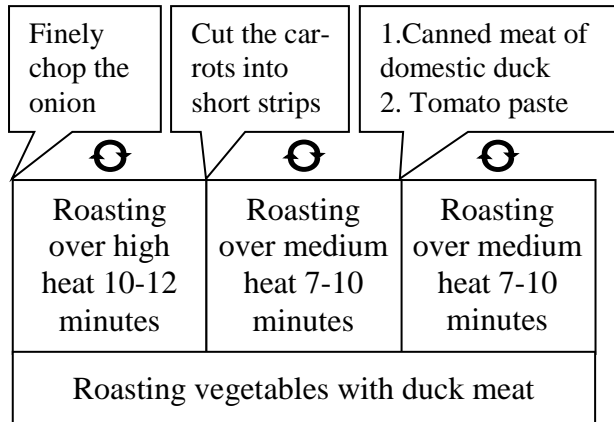 Finely
chop the
onion
Cut the car-
rots into
short strips
1.Canned meat of
domestic duck
2. Tomato paste
Roasting
over high
heat 10-12
minutes
Roasting
over medium
heat 7-10
minutes
Roasting
over medium
heat 7-10
minutes
Roasting vegetables with duck meat